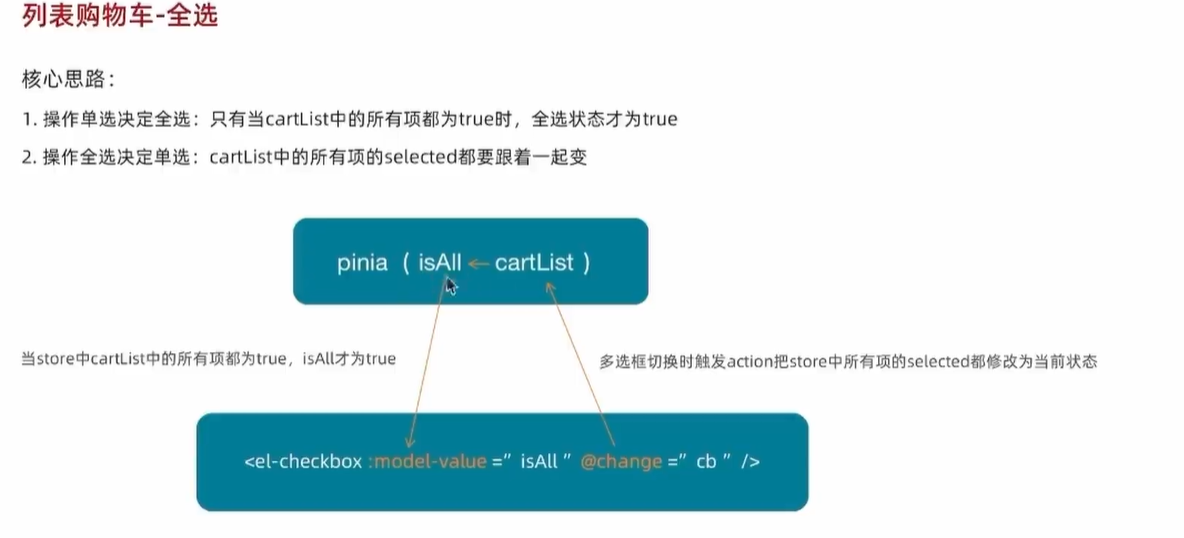 列表购物车-全选
核心思路：
1. 操作单选决定全选：只有当cartList中的所有项都为true时，全选状态才为true
2. 操作全选决定单选：cartList中的所有项的selected都要跟着一起变
pinia （ isAll ← cartList ）
当store中cartList中的所有项都为true，isAll才为true
多选框切换时触发action把store中所有项的selected都修改为当前状态
<el-checkbox :model-value =” isAll ” @change =” cb ” />